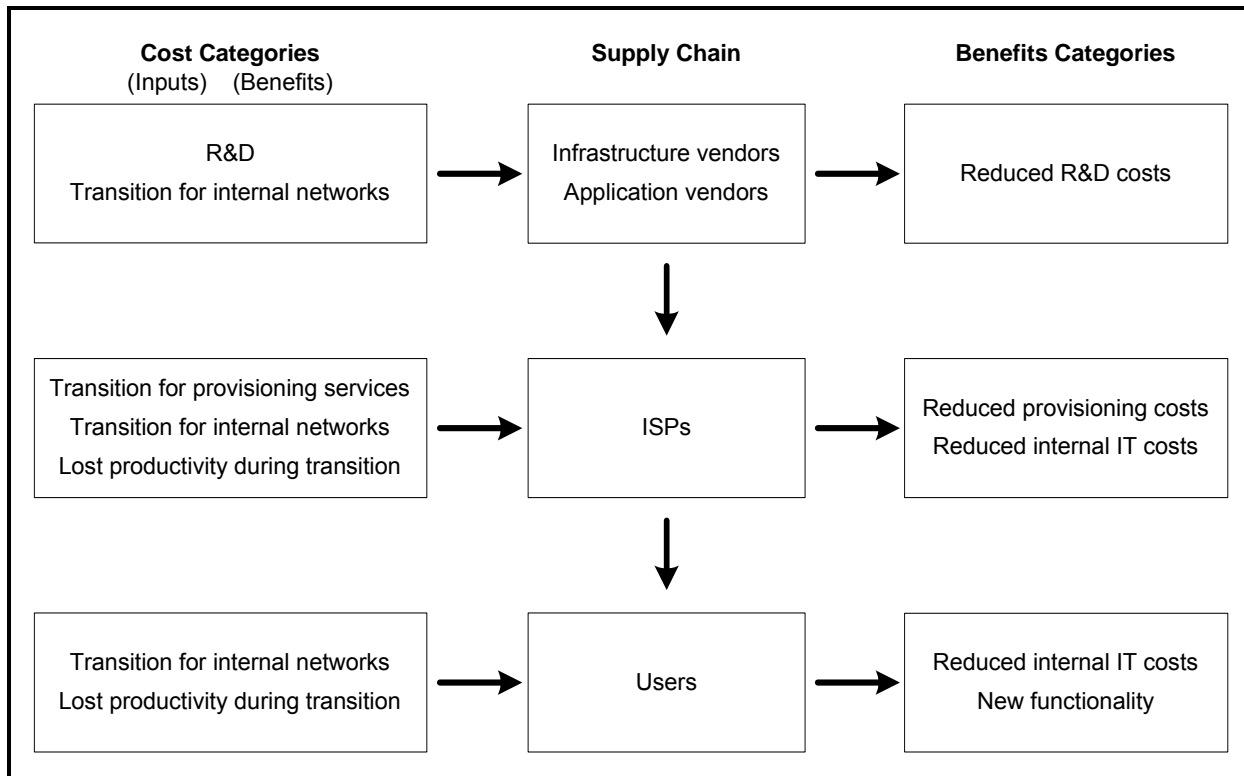 Cost Categories
(Inputs) (Benefits)
Supply Chain
Benefits Categories
R&D
Transition for internal networks
Infrastructure vendors
Application vendors
Reduced R&D costs
Transition for provisioning services
Transition for internal networks
Lost productivity during transition
ISPs
Reduced provisioning costs
Reduced internal IT costs
Transition for internal networks
Lost productivity during transition
Users
Reduced internal IT costs
New functionality